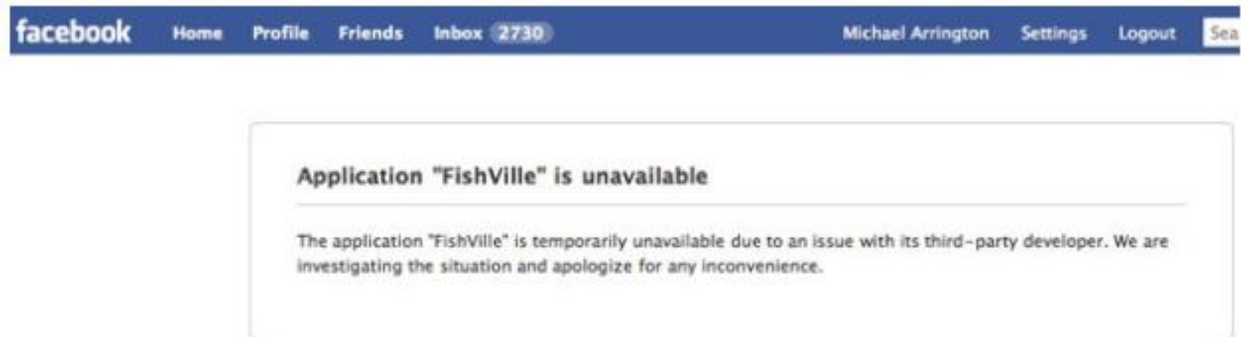 facebook Home Profile Friends Inbox 2730 Michael Arrington Settings Logout Sea
Application "FishVille" is unavailable
The application "FishVille" is temporarily unavailable due to an issue with its third-party developer. We are
investigating the situation and apologize for any inconvenience.